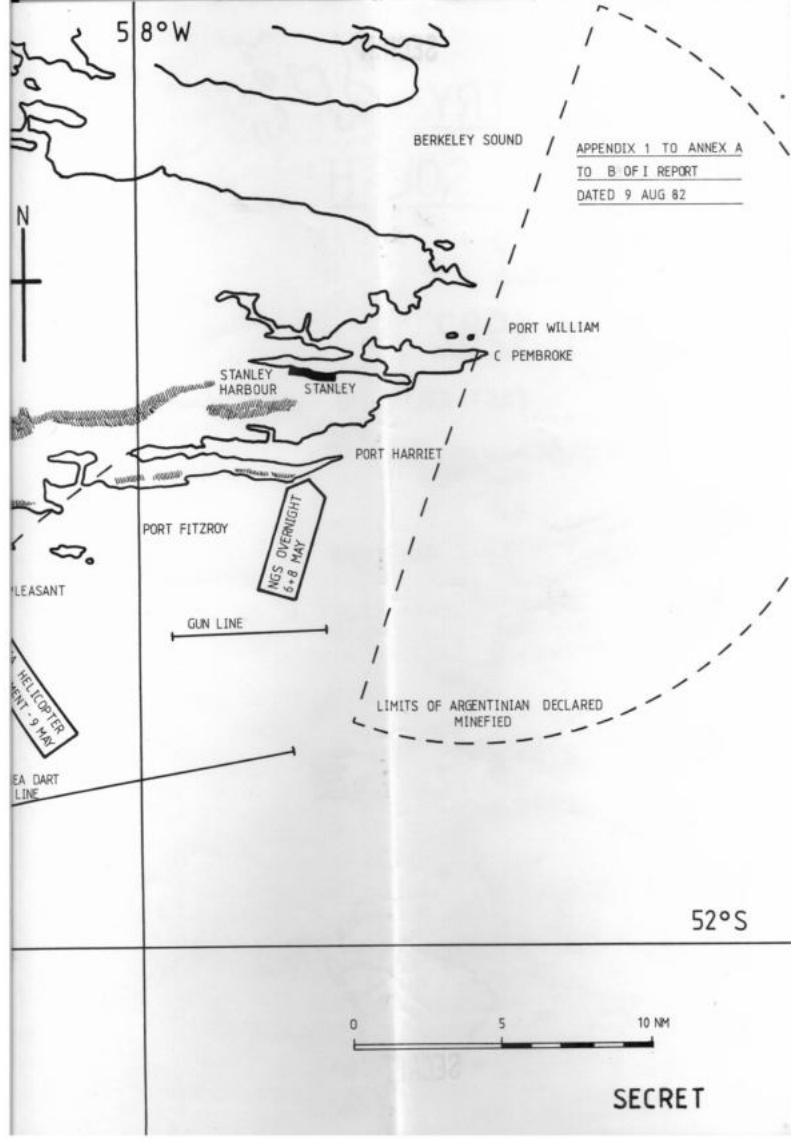 58°W
BERKELEY SOUND
APPENDIX 1 TO ANNEX A
TO B OF I REPORT
DATED 9 AUG 82
N
PORT WILLIAM
C PEMBROKE
STANLEY
HARBOUR
STANLEY
PORT HARRIET
PORT FITZROY
NGS OVERNIGHT
6+8 MAY
LEASANT
GUN LINE
HELICOPTER
MENT - 9 MAY
LIMITS OF ARGENTINIAN DECLARED
MINEFIED
EA DART
LINE
52°S
0 5 10 NM
SECRET